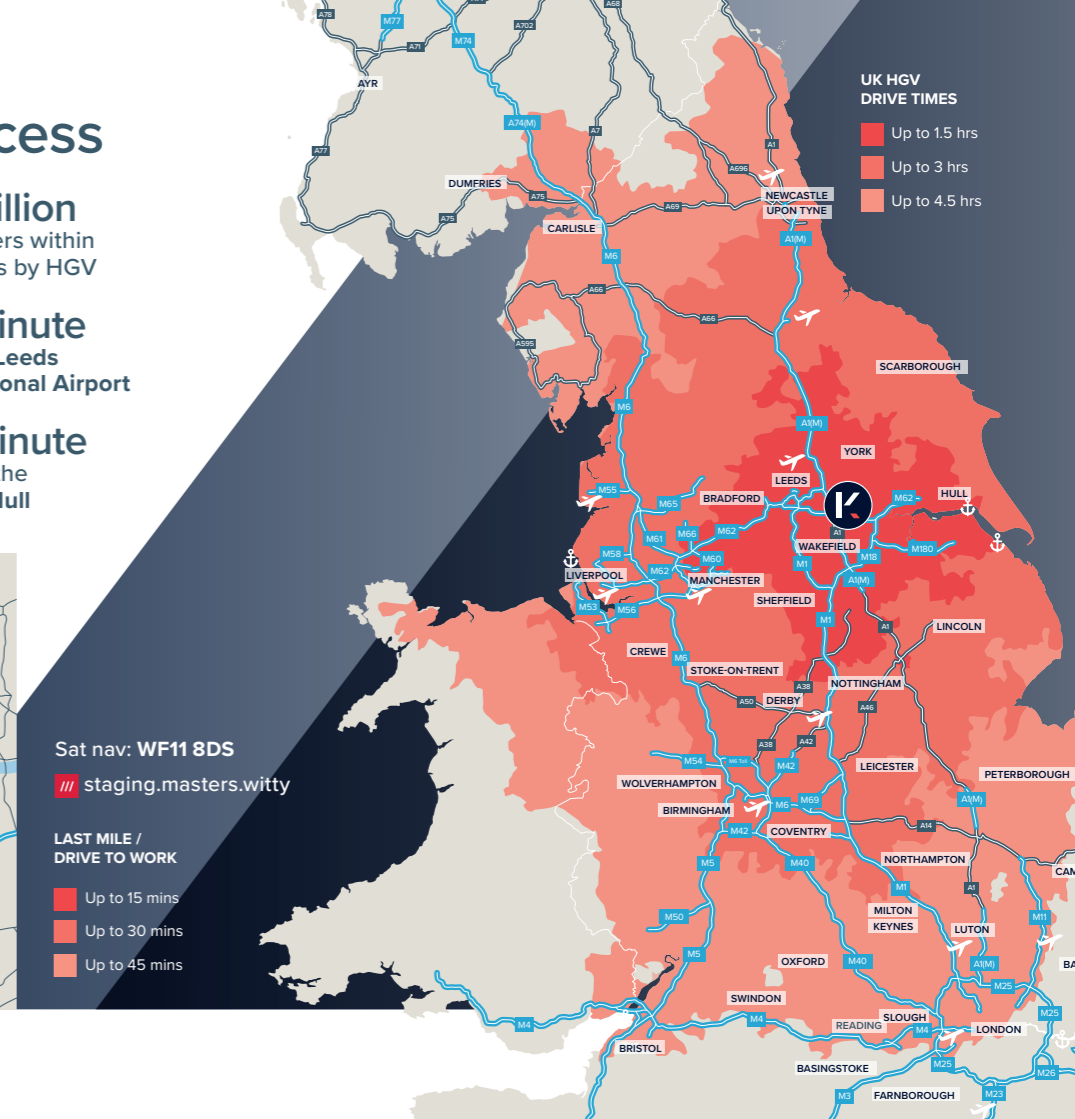 cess
illion
ers within
s by HGV
inute
Leeds
onal Airport
inute
the
Hull
Sat nav: WF11 8DS
/// staging.masters.witty
LAST MILE /
DRIVE TO WORK
Up to 15 mins
Up to 30 mins
Up to 45 mins
UK HGV
DRIVE TIMES
Up to 1.5 hrs
Up to 3 hrs
Up to 4.5 hrs
A78
M77
A71
M74
A702
A68
AYR
A74(M)
A77
A7
A1
A696
DUMFRIES
A75
A75
A69
NEWCASTLE
UPON TYNE
CARLISLE
A1(M)
M6
A66
A66
A595
SCARBOROUGH
M6
A1(M)
YORK
LEEDS
BRADFORD
K
M62
HULL
M55
M65
M66
M62
A1
M61
M58
M60
WAKEFIELD
M18
M180
LIVERPOOL
M62
MANCHESTER
M1
A1(M)
M53
M56
SHEFFIELD
M1
A1
LINCOLN
CREWE
M6
STOKE-ON-TRENT
A38
NOTTINGHAM
A50
DERBY
A46
A38
A42
M54
M6 Toll
M42
LEICESTER
PETERBOROUGH
WOLVERHAMPTON
BIRMINGHAM
M6
M69
A1(M)
M42
COVENTRY
A14
M5
M40
NORTHAMPTON
CAM
M1
A1
M50
MILTON
KEYNES
M11
LUTON
M5
OXFORD
M40
A1(M)
BA
M25
SWINDON
M4
M4
READING
SLOUGH
M4
LONDON
M25
BRISTOL
BASINGSTOKE
M25
M26
M3
FARNBOROUGH
M23